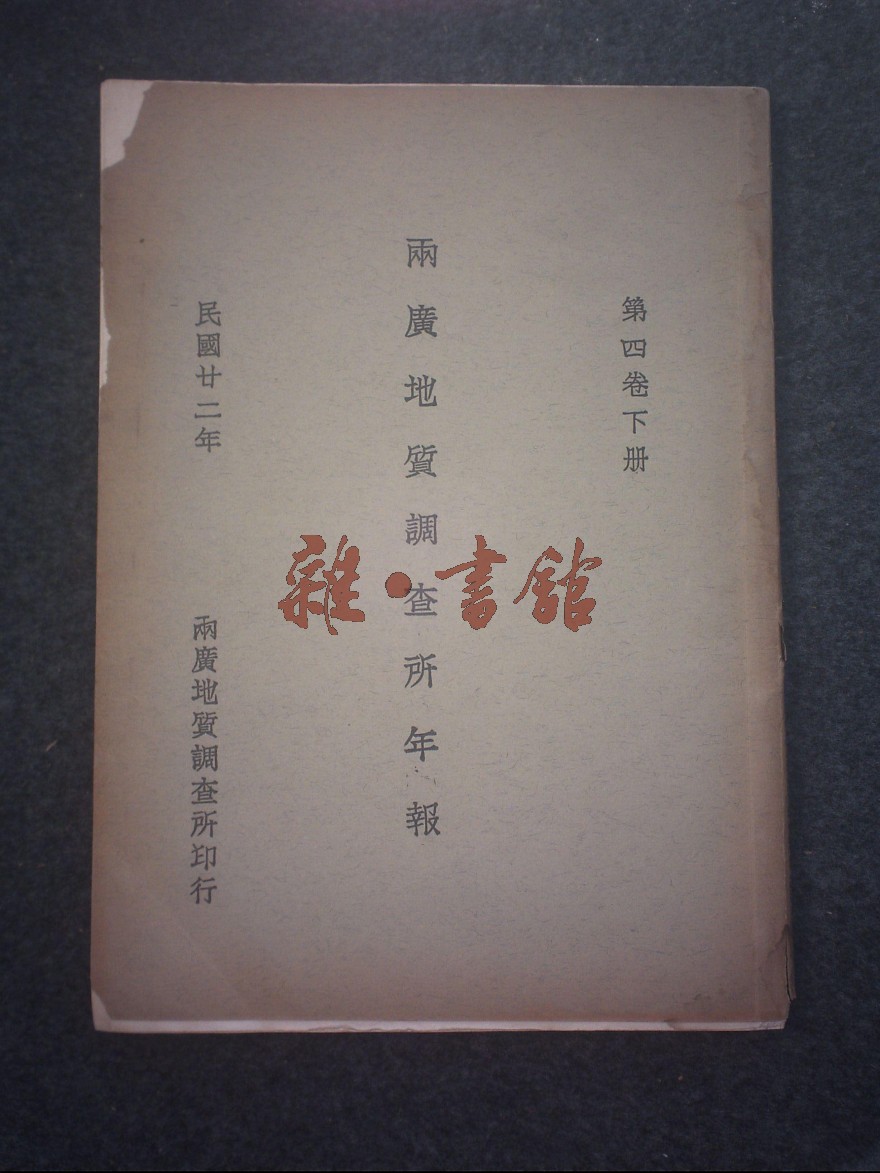 第四卷下册
兩廣地質調查所年報
民國廿二年
兩廣地質調查所印行
雜·書館